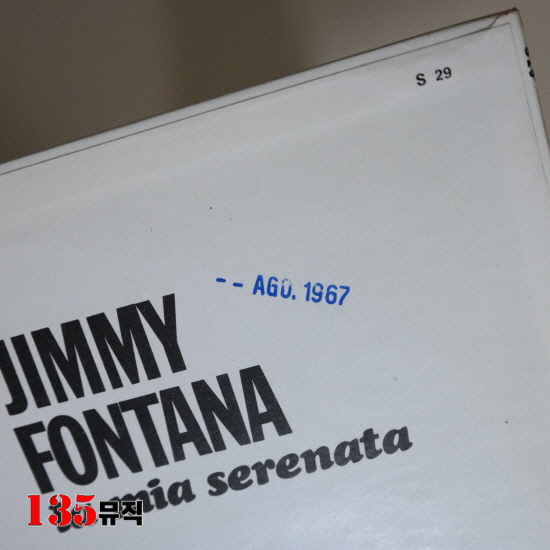 S 29
-- AGO. 1967
JIMMY
FONTANA
mia serenata
135뮤직